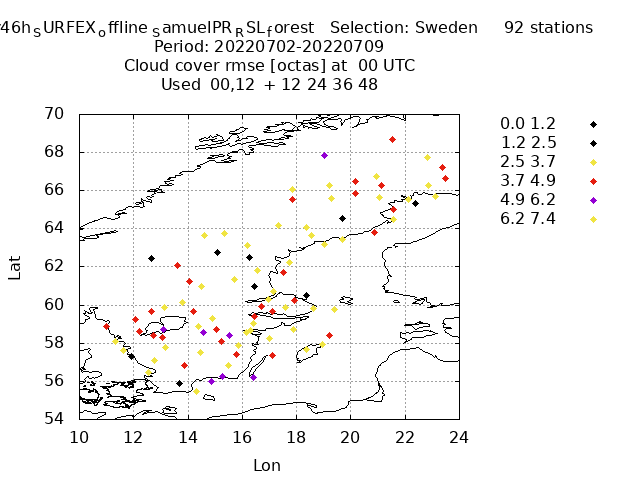 46h_SURFEX_offline_SamuelPR_RSL_forest Selection: Sweden 92 stations
Period: 20220702-20220709
Cloud cover rmse [octas] at 00 UTC
Used 00,12 + 12 24 36 48
70
68
66
64
62
60
58
56
54
10 12 14 16 18 20 22 24
Lat
Lon
0.0 1.2
1.2 2.5
2.5 3.7
3.7 4.9
4.9 6.2
6.2 7.4